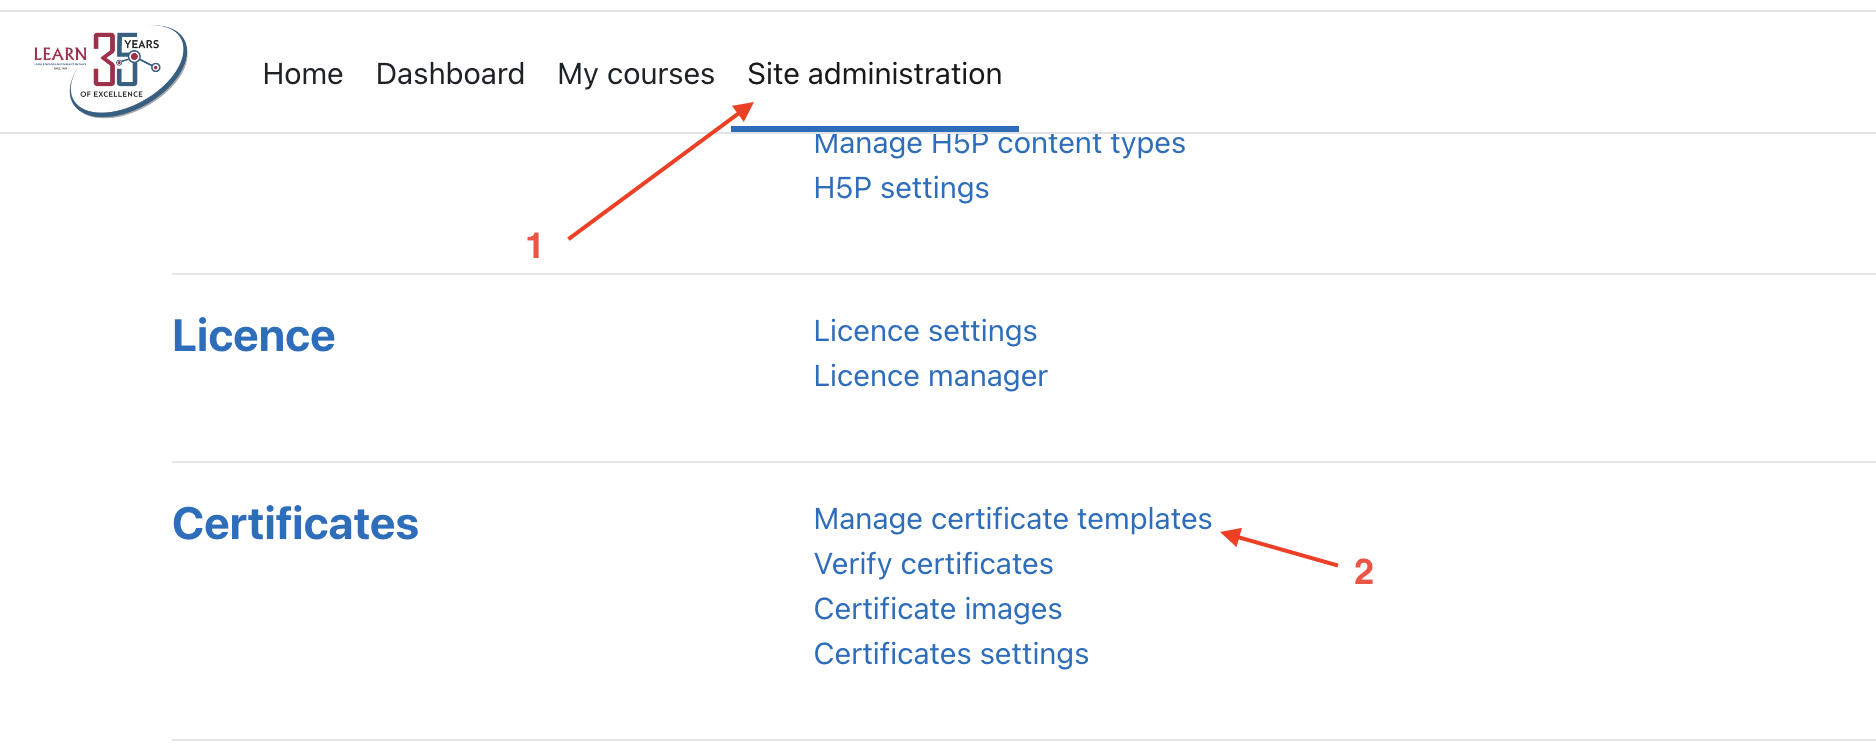 LEARN
35 YEARS
OF EXCELLENCE
Home Dashboard My courses Site administration
Manage H5P content types
H5P settings
1
Licence
Licence settings
Licence manager
Certificates
Manage certificate templates
Verify certificates
2
Certificate images
Certificates settings